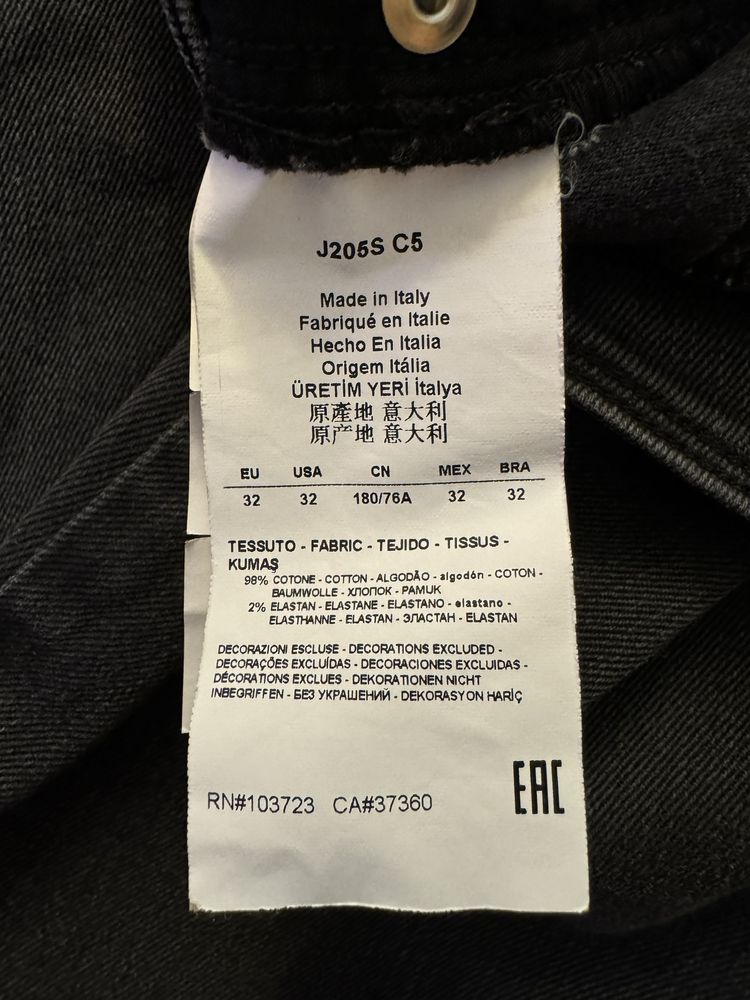 J205S C5
Made in Italy
Fabriqué en Italie
Hecho En Italia
Origem Itália
ÜRETİM YERİ İtalya
原產地 意大利
原产地 意大利
EU USA CN MEX BRA
32 32 180/76A 32 32
TESSUTO - FABRIC - TEJIDO - TISSUS -
KUMAŞ
98% COTONE - COTTON - ALGODÃO - algodón - COTON -
BAUMWOLLE - ХЛОПОК - PAMUK
2% ELASTAN - ELASTANE - ELASTANO - elastano -
ELASTHANNE - ELASTAN - ЭЛАСТАН - ELASTAN
DECORAZIONI ESCLUSE - DECORATIONS EXCLUDED -
DECORAÇÕES EXCLUÍDAS - DECORACIONES EXCLUIDAS -
DÉCORATIONS EXCLUES - DEKORATIONEN NICHT
INBEGRIFFEN - БЕЗ УКРАШЕНИЙ - DEKORASYON HARİÇ
RN#103723 CA#37360
EAC